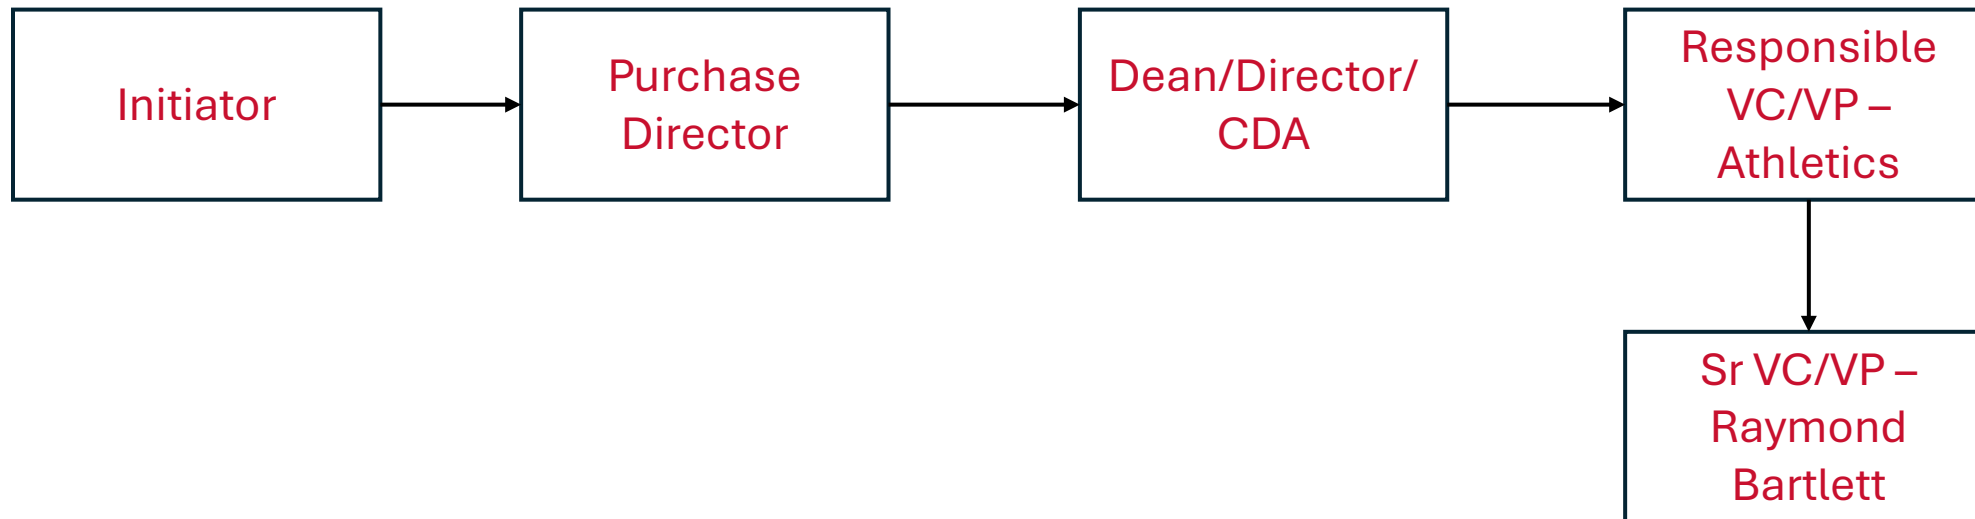 Initiator
Purchase
Director
Dean/Director/
CDA
Responsible
VC/VP –
Athletics
Sr VC/VP –
Raymond
Bartlett